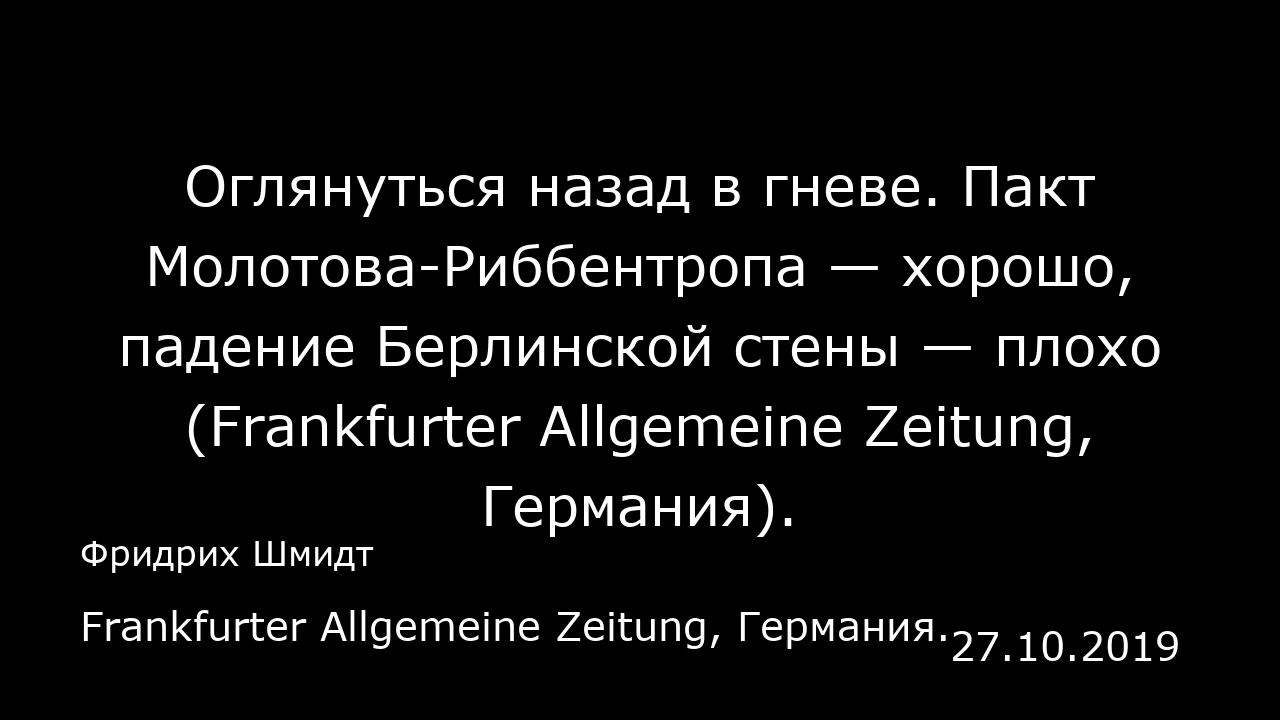 Оглянуться назад в гневе. Пакт
Молотова-Риббентропа — хорошо,
падение Берлинской стены — плохо
(Frankfurter Allgemeine Zeitung,
Германия).
Фридрих Шмидт
Frankfurter Allgemeine Zeitung, Германия.
27.10.2019